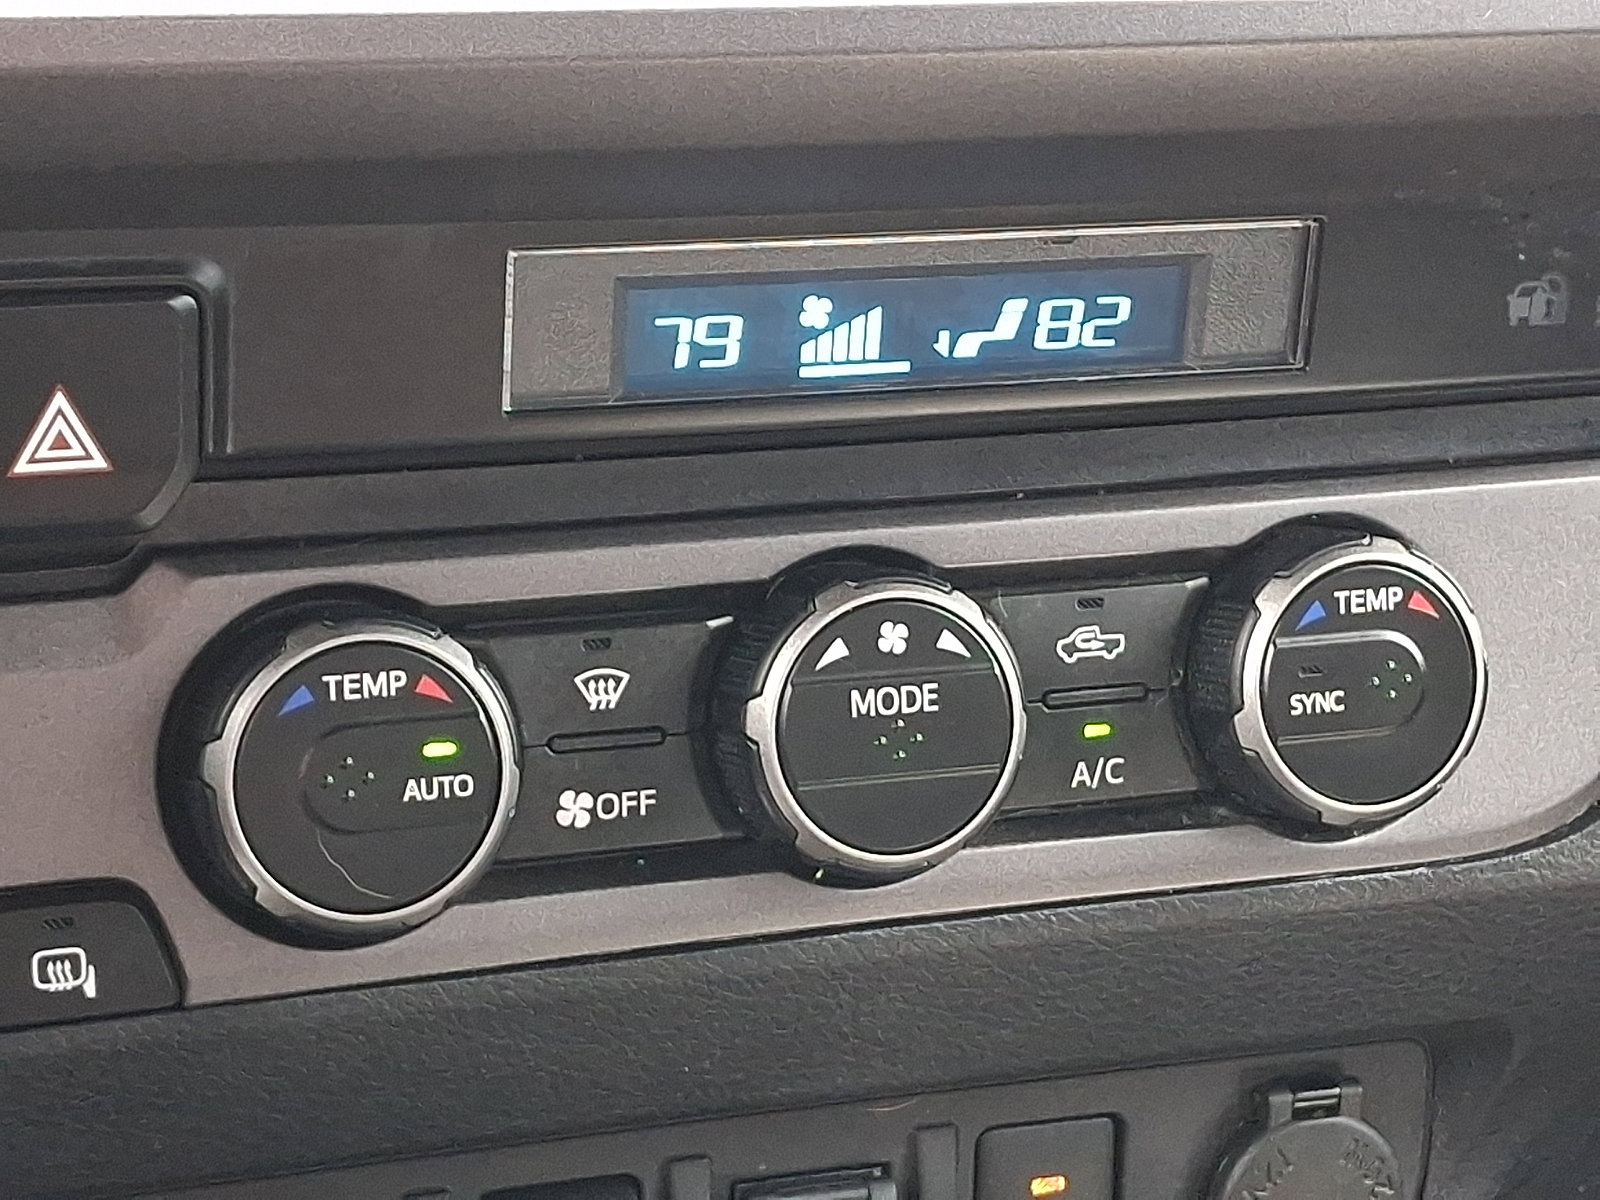 79 82
TEMP
AUTO
OFF
MODE
A/C
TEMP
SYNC